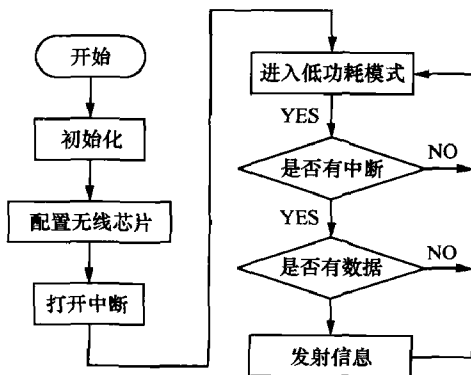 开始
初始化
配置无线芯片
打开中断
进入低功耗模式
YES
是否有中断
NO
YES
是否有数据
NO
发射信息